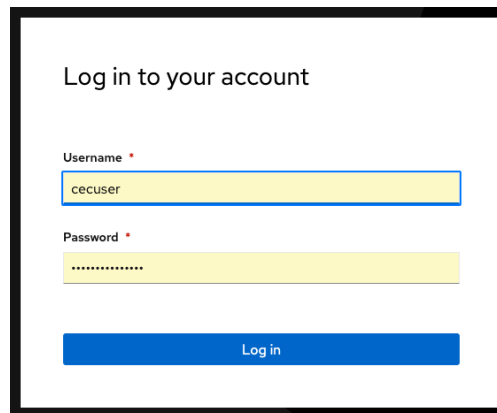 Log in to your account
Username *
cecuser
Password *
•••••••••••••••
Log in